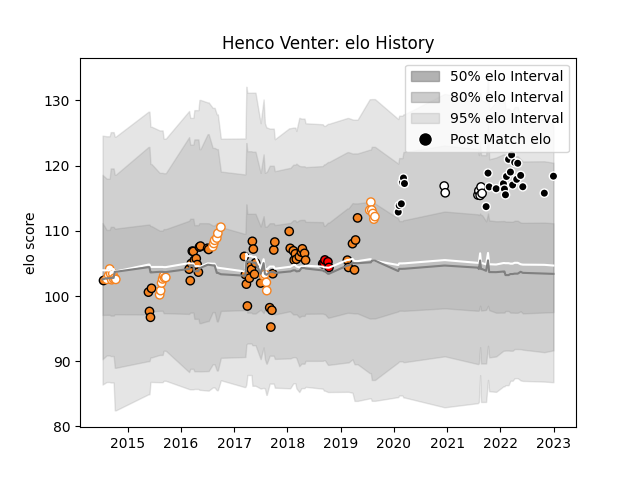 Henco Venter: elo History
50% elo Interval
80% elo Interval
95% elo Interval
Post Match elo
elo score
130
120
110
100
90
80
2015 2016 2017 2018 2019 2020 2021 2022 2023